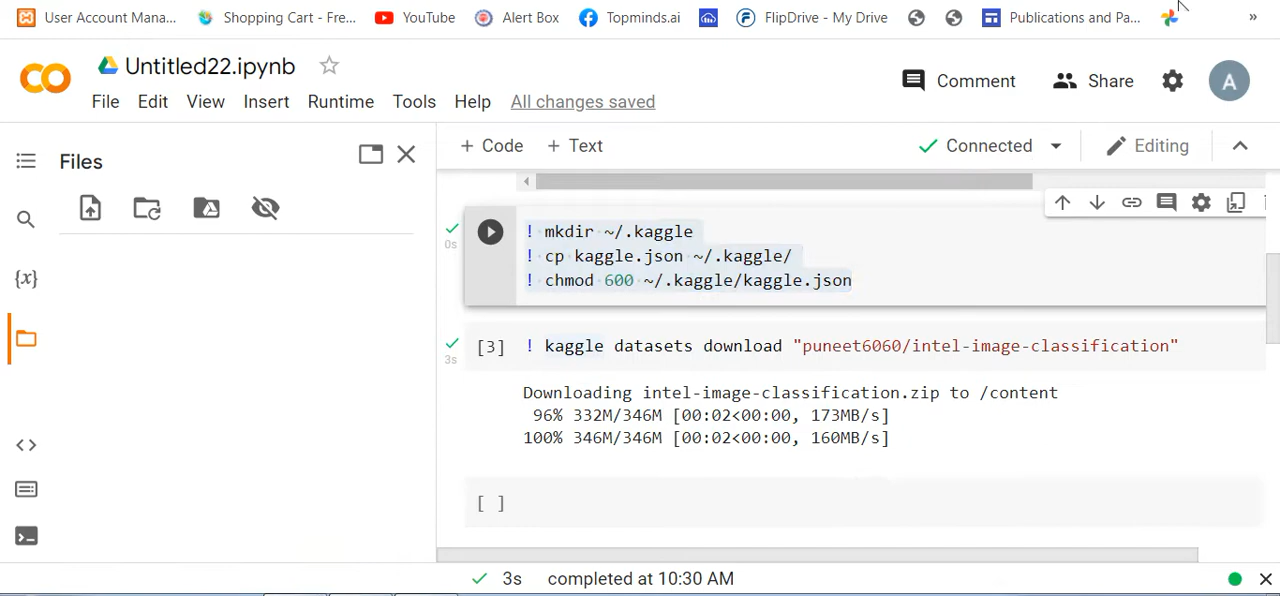 User Account Mana... Shopping Cart - Fre... YouTube Alert Box Topminds.ai FlipDrive - My Drive Publications and Pa... »
CO Untitled22.ipynb
Comment Share A
File Edit View Insert Runtime Tools Help All changes saved
Files
+ Code + Text Connected Editing
! mkdir ~/.kaggle
0s
! cp kaggle.json ~/.kaggle/
! chmod 600 ~/.kaggle/kaggle.json
{x}
[3] ! kaggle datasets download "puneet6060/intel-image-classification"
3s
Downloading intel-image-classification.zip to /content
96% 332M/346M [00:02<00:00, 173MB/s]
100% 346M/346M [00:02<00:00, 160MB/s]
[ ]
3s completed at 10:30 AM